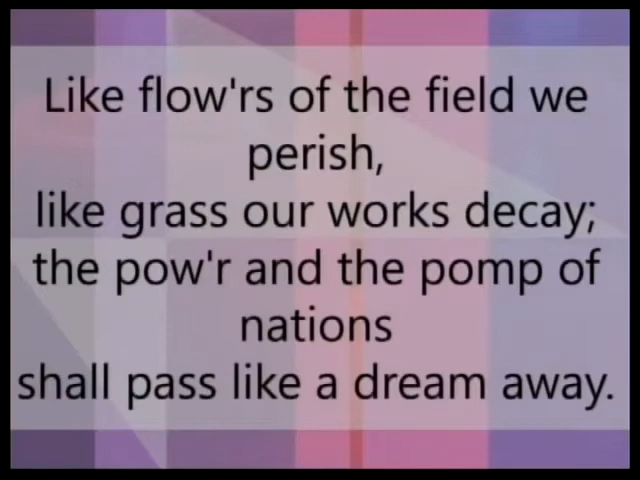 Like flow'rs of the field we
perish,
like grass our works decay;
the pow'r and the pomp of
nations
shall pass like a dream away.